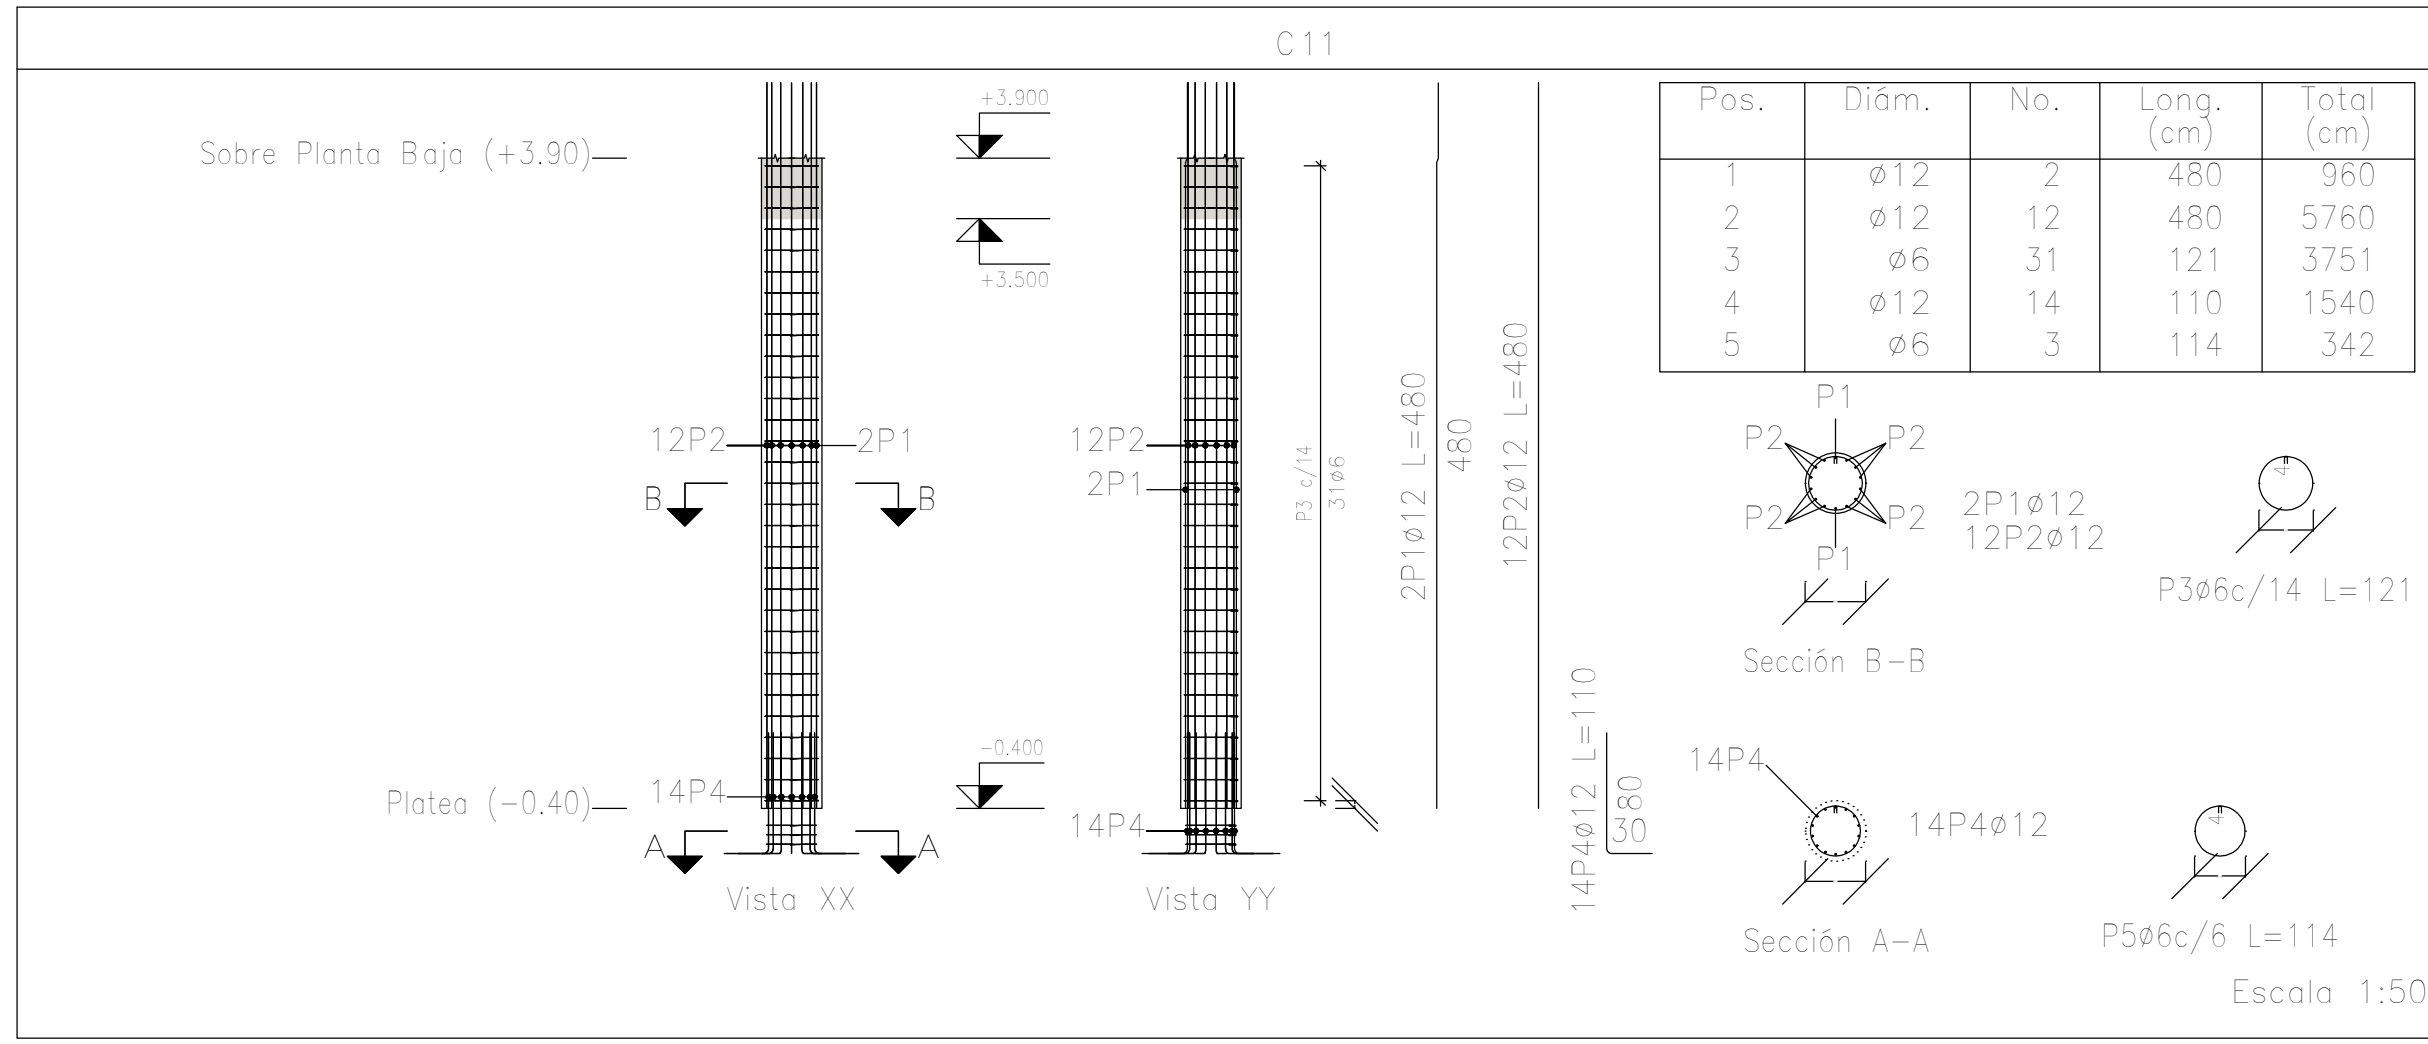 C11
Sobre Planta Baja (+3.90)
+3.900
+3.500
12P2
2P1
B
B
-0.400
Platea (-0.40)
14P4
A
A
Vista XX
12P2
2P1
14P4
Vista YY
P3 c/14
31ø6
2P1ø12 L=480
480
12P2ø12 L=480
14P4ø12 L=110
80
30
Pos. Diám. No. Long. (cm) Total (cm)
1 ø12 2 480 960
2 ø12 12 480 5760
3 ø6 31 121 3751
4 ø12 14 110 1540
5 ø6 3 114 342
P1
P2 P2
P2 P2
P1
2P1ø12
12P2ø12
Sección B-B
4
P3ø6c/14 L=121
14P4
14P4ø12
Sección A-A
4
P5ø6c/6 L=114
Escala 1:50